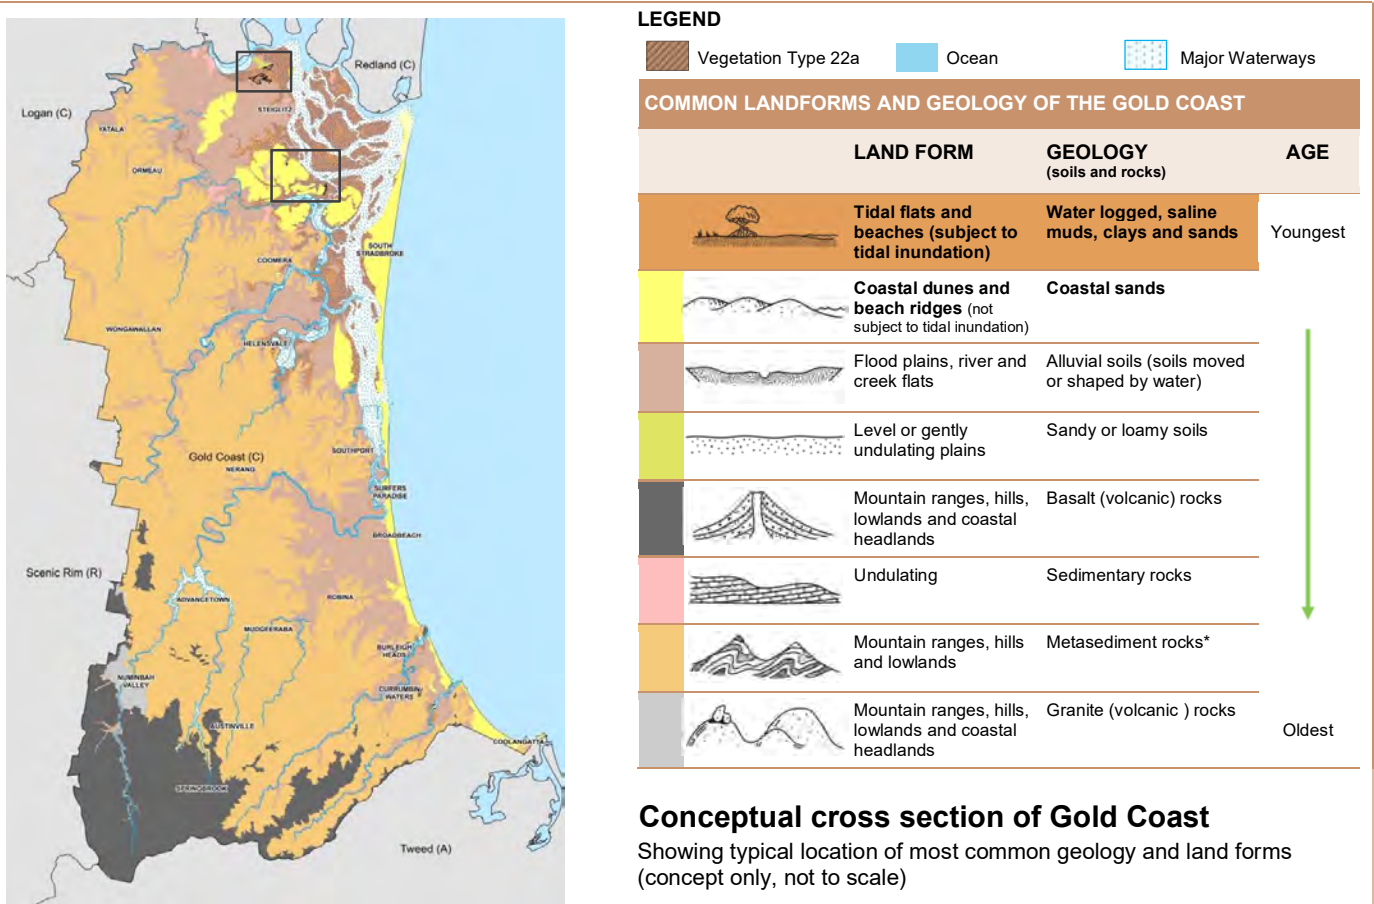 Redland (C)
Logan (C)
STEIGLITZ
YATALA
ORMEAU
SOUTH
STRADBROKE
COOMERA
WONGAWALLAN
HELENSVALE
SOUTHPORT
Gold Coast (C)
NERANG
SURFERS
PARADISE
BROADBEACH
Scenic Rim (R)
ADVANCETOWN
ROBINA
MUDGEERABA
BURLEIGH
HEADS
NUMINBAH
VALLEY
CURRUMBIN
WATERS
AUSTINVILLE
COOLANGATTA
SPRINGBROOK
Tweed (A)
LEGEND
Vegetation Type 22a
Ocean
Major Waterways
COMMON LANDFORMS AND GEOLOGY OF THE GOLD COAST
LAND FORM
GEOLOGY
(soils and rocks)
AGE
Tidal flats and
beaches (subject to
tidal inundation)
Water logged, saline
muds, clays and sands
Youngest
Coastal dunes and
beach ridges (not
subject to tidal inundation)
Coastal sands
Flood plains, river and
creek flats
Alluvial soils (soils moved
or shaped by water)
Level or gently
undulating plains
Sandy or loamy soils
Mountain ranges, hills,
lowlands and coastal
headlands
Basalt (volcanic) rocks
Undulating
Sedimentary rocks
Mountain ranges, hills
and lowlands
Metasediment rocks*
Mountain ranges, hills,
lowlands and coastal
headlands
Granite (volcanic ) rocks
Oldest
Conceptual cross section of Gold Coast
Showing typical location of most common geology and land forms
(concept only, not to scale)